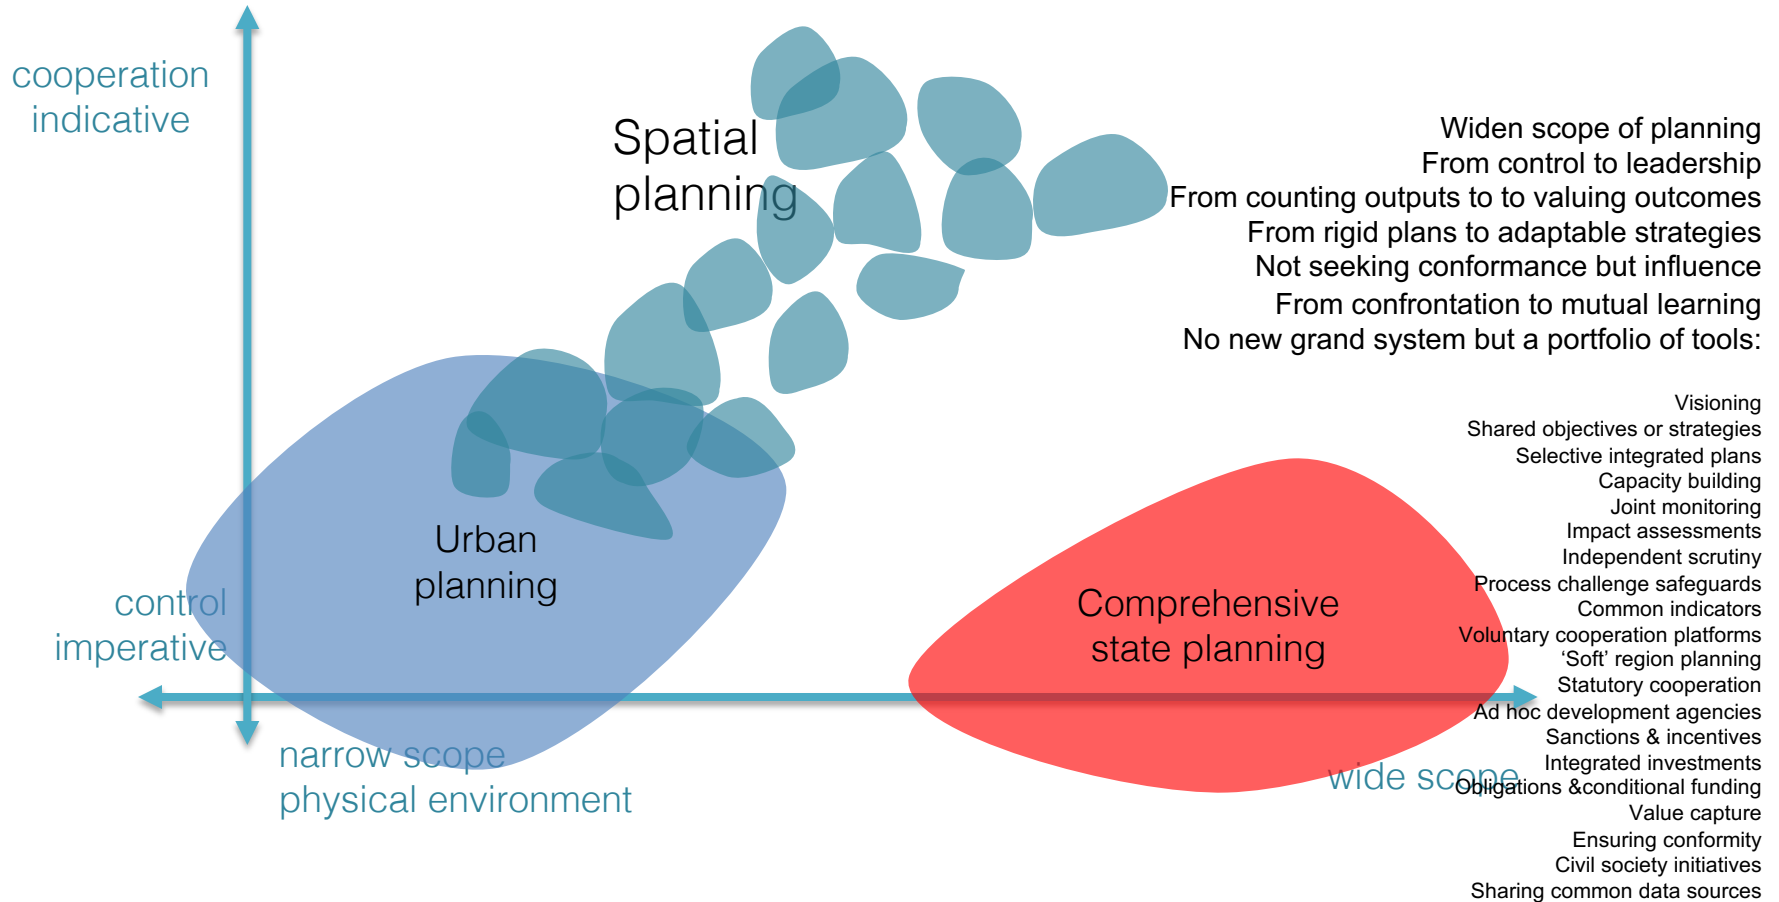 cooperation
indicative
Spatial
planning
Widen scope of planning
From control to leadership
From counting outputs to to valuing outcomes
From rigid plans to adaptable strategies
Not seeking conformance but influence
From confrontation to mutual learning
No new grand system but a portfolio of tools:
Urban
planning
control
imperative
Comprehensive
state planning
narrow scope
physical environment
wide scope
Visioning
Shared objectives or strategies
Selective integrated plans
Capacity building
Joint monitoring
Impact assessments
Independent scrutiny
Process challenge safeguards
Common indicators
Voluntary cooperation platforms
‘Soft’ region planning
Statutory cooperation
Ad hoc development agencies
Sanctions & incentives
Integrated investments
Obligations &conditional funding
Value capture
Ensuring conformity
Civil society initiatives
Sharing common data sources